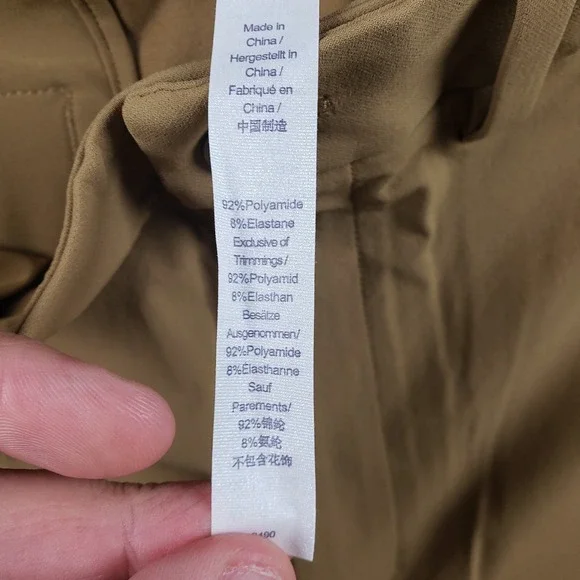 Made in
China /
Hergestellt in
China /
Fabriqué en
China /
中国制造
92%Polyamide
8%Elastane
Exclusive of
Trimmings /
92%Polyamid
8%Elasthan
Besätze
Ausgenommen/
92%Polyamide
8%Élasthanne
Sauf
Parements/
92%锦纶
8%氨纶
不包含花饰